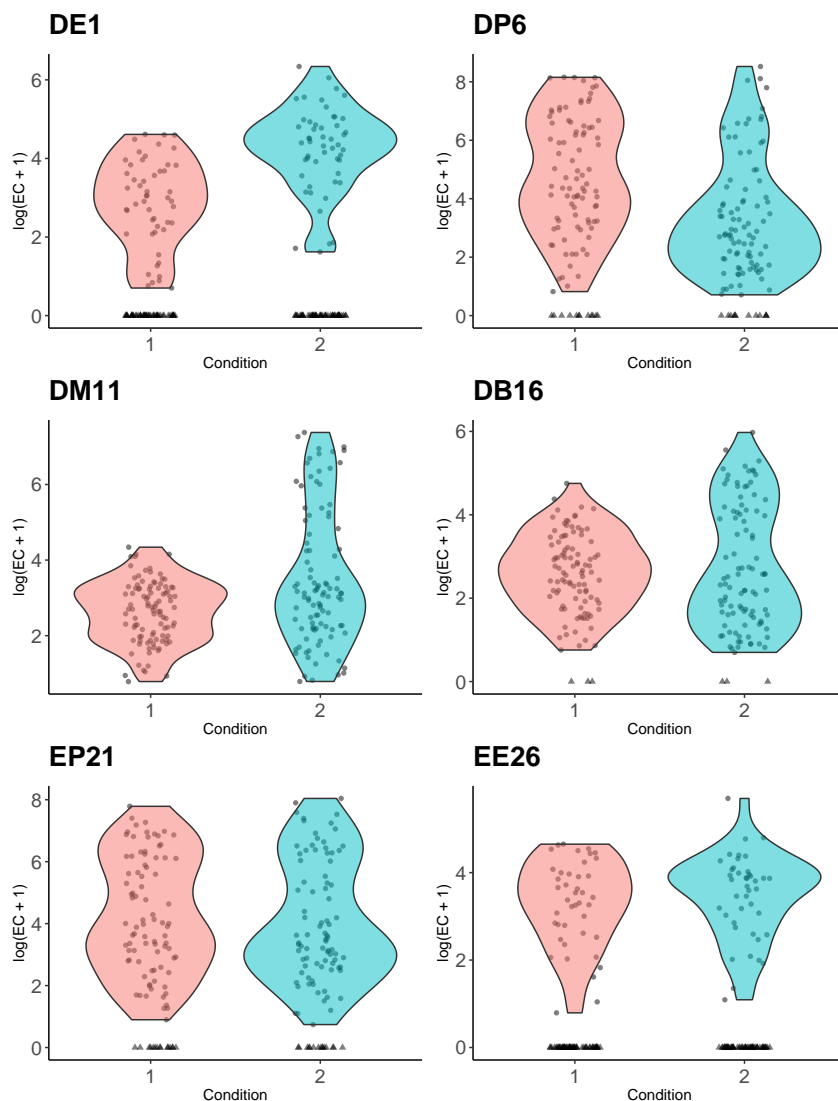 DE1
log(EC + 1)
6
4
2
0
1
2
Condition
DP6
log(EC + 1)
8
6
4
2
0
1
2
Condition
DM11
log(EC + 1)
6
4
2
1
2
Condition
DB16
log(EC + 1)
6
4
2
0
1
2
Condition
EP21
log(EC + 1)
8
6
4
2
0
1
2
Condition
EE26
log(EC + 1)
4
2
0
1
2
Condition